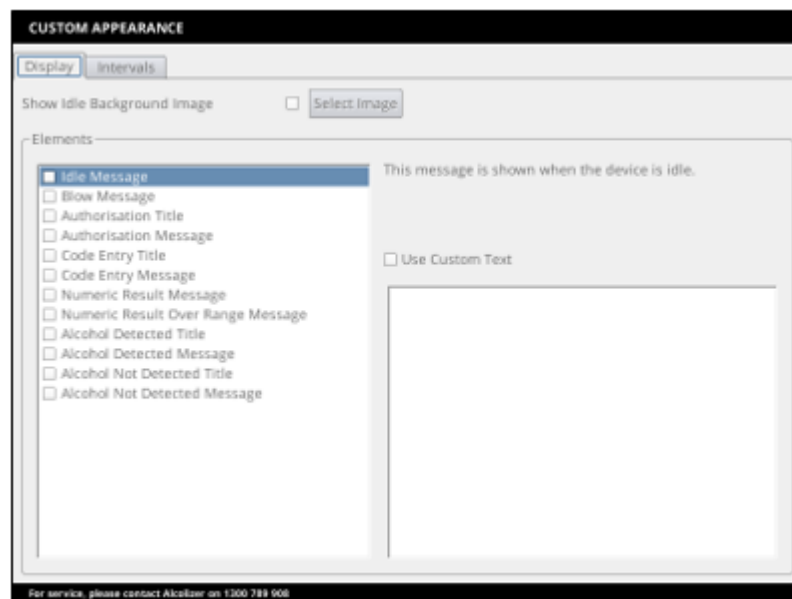 CUSTOM APPEARANCE
Display Intervals
Show Idle Background Image Select Image
Elements
Idle Message
Blow Message
Authorisation Title
Authorisation Message
Code Entry Title
Code Entry Message
Numeric Result Message
Numeric Result Over Range Message
Alcohol Detected Title
Alcohol Detected Message
Alcohol Not Detected Title
Alcohol Not Detected Message
This message is shown when the device is idle.
Use Custom Text
For service, please contact Alcolizer on 1300 789 908